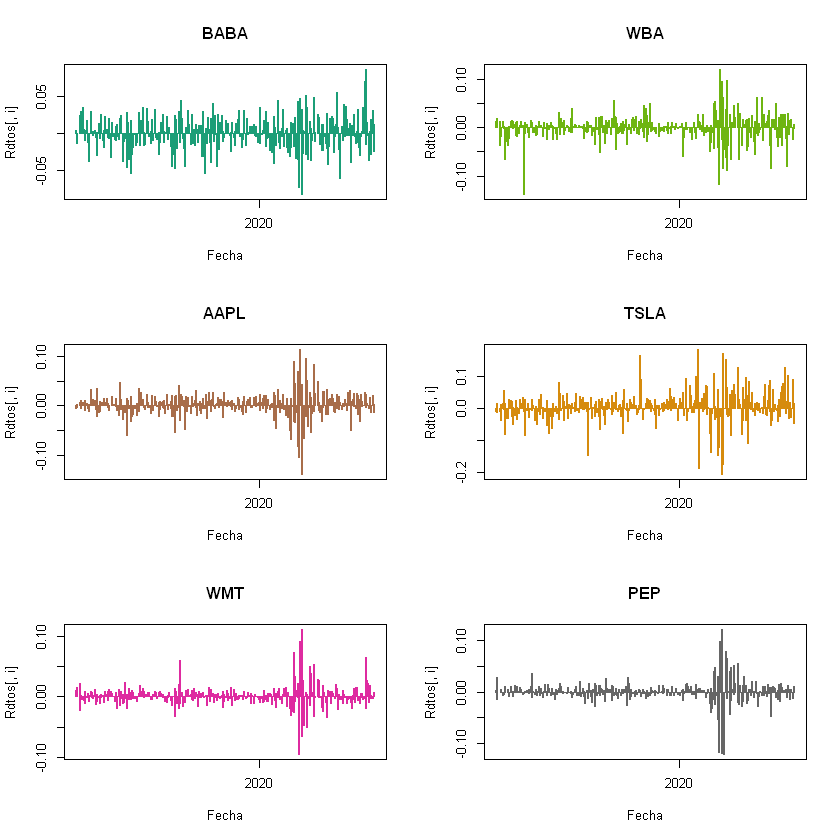 BABA
Rdtos[, i]
0.05
-0.05
2020
Fecha
WBA
Rdtos[, i]
0.10
0.00
-0.10
2020
Fecha
AAPL
Rdtos[, i]
0.10
0.00
-0.10
2020
Fecha
TSLA
Rdtos[, i]
0.1
0.0
-0.2
2020
Fecha
WMT
Rdtos[, i]
0.10
0.00
-0.10
2020
Fecha
PEP
Rdtos[, i]
0.10
0.00
-0.10
2020
Fecha